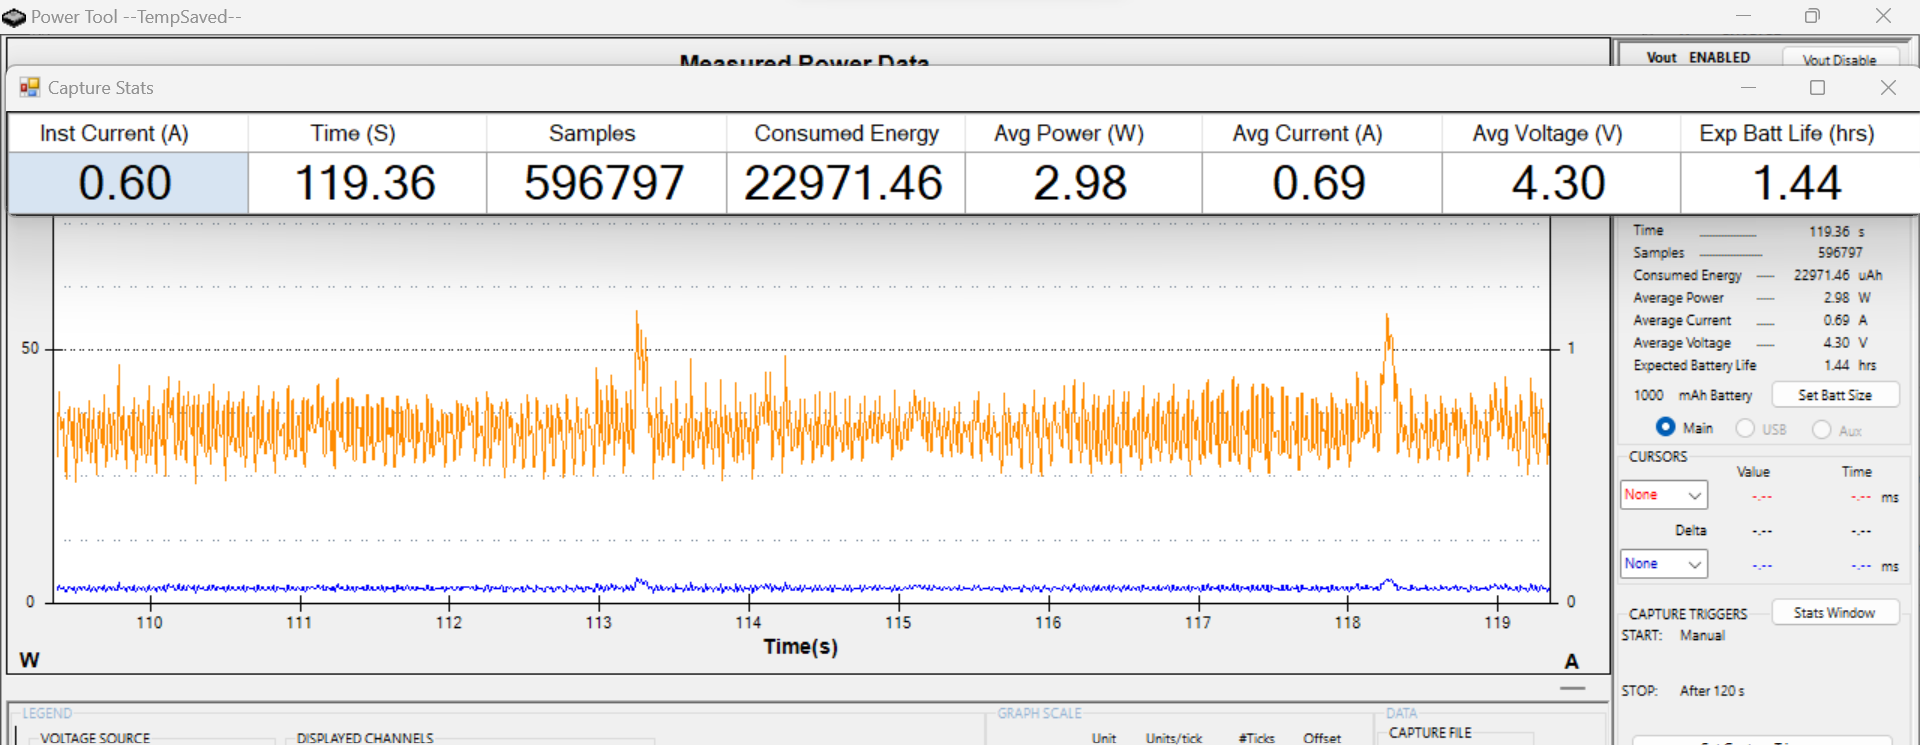 Power Tool --TempSaved--
Measured Power Data
Vout ENABLED
Vout Disable
Capture Stats
Inst Current (A) Time (S) Samples Consumed Energy Avg Power (W) Avg Current (A) Avg Voltage (V) Exp Batt Life (hrs)
0.60 119.36 596797 22971.46 2.98 0.69 4.30 1.44
50
0
1
0
110 111 112 113 114 115 116 117 118 119
Time(s)
W
A
Time 119.36 s
Samples 596797
Consumed Energy 22971.46 uAh
Average Power 2.98 W
Average Current 0.69 A
Average Voltage 4.30 V
Expected Battery Life 1.44 hrs
1000 mAh Battery Set Batt Size
Main USB Aux
CURSORS
Value Time
None -.-- -.-- ms
Delta -.-- -.--
None -.-- -.-- ms
CAPTURE TRIGGERS Stats Window
START: Manual
STOP: After 120 s
LEGEND
VOLTAGE SOURCE
DISPLAYED CHANNELS
GRAPH SCALE
Unit Units/tick #Ticks Offset
DATA
CAPTURE FILE